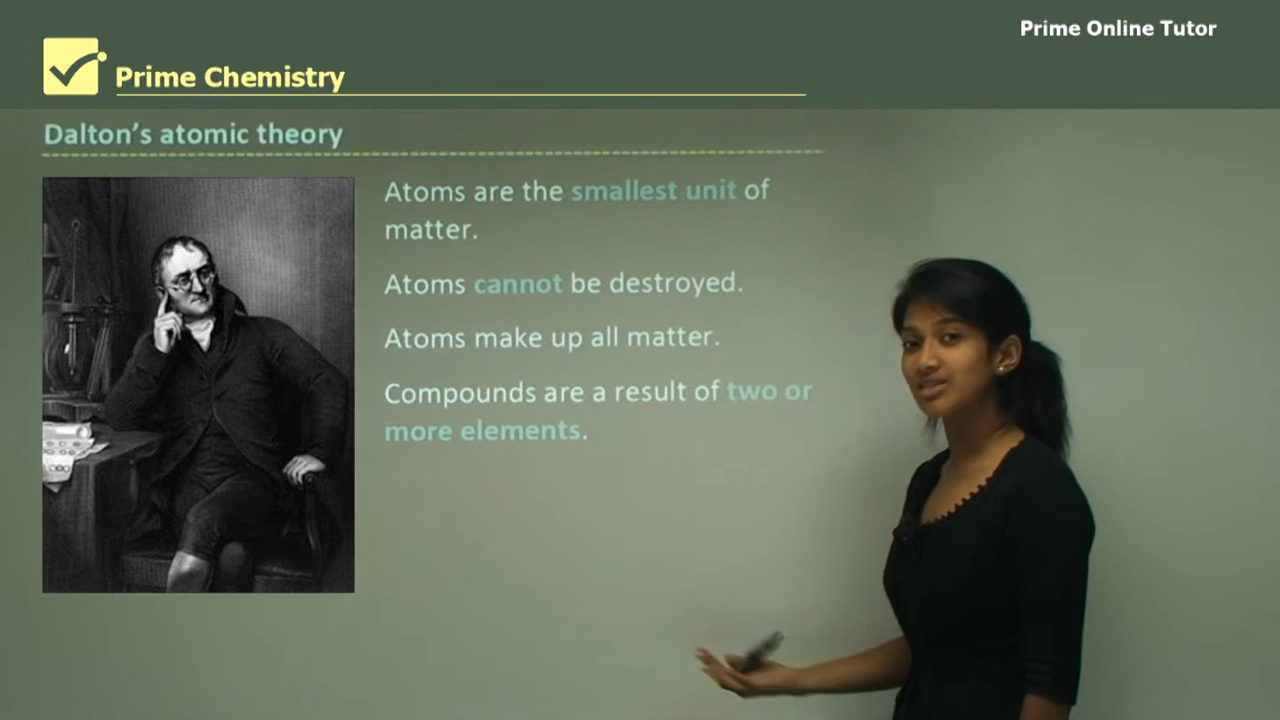 Prime Online Tutor
Prime Chemistry
Dalton's atomic theory
Atoms are the smallest unit of
matter.
Atoms cannot be destroyed.
Atoms make up all matter.
Compounds are a result of two or
more elements.